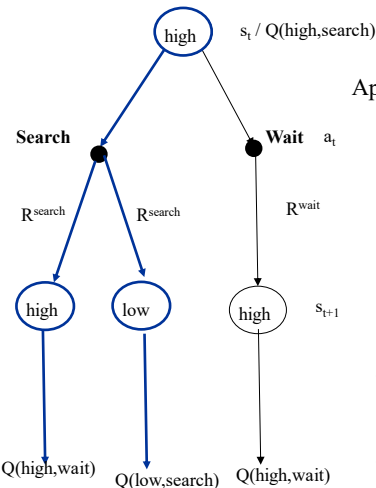 high s_t / Q(high,search)
Ap
Search Wait a_t
R^search R^search R^wait
high low high s_{t+1}
Q(high,wait) Q(low,search) Q(high,wait)